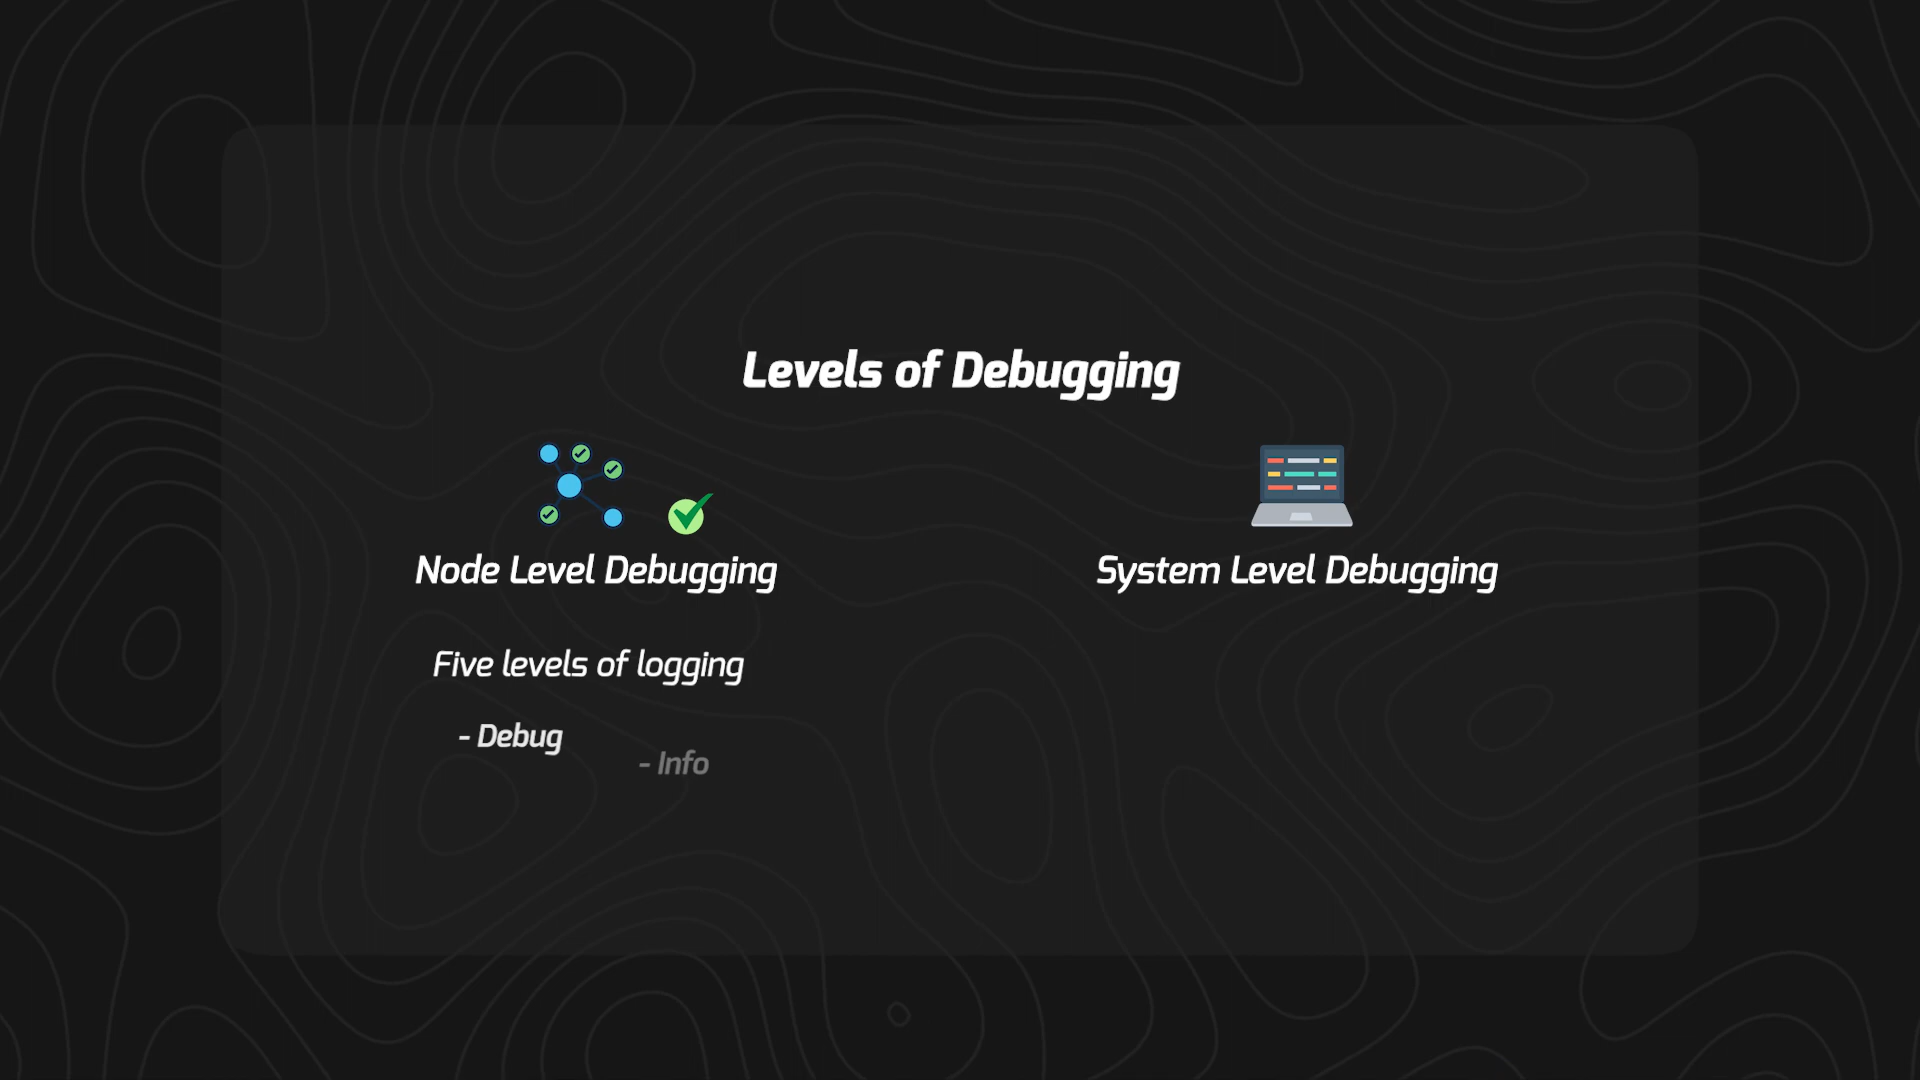 Levels of Debugging
Node Level Debugging
System Level Debugging
Five levels of logging
- Debug
- Info